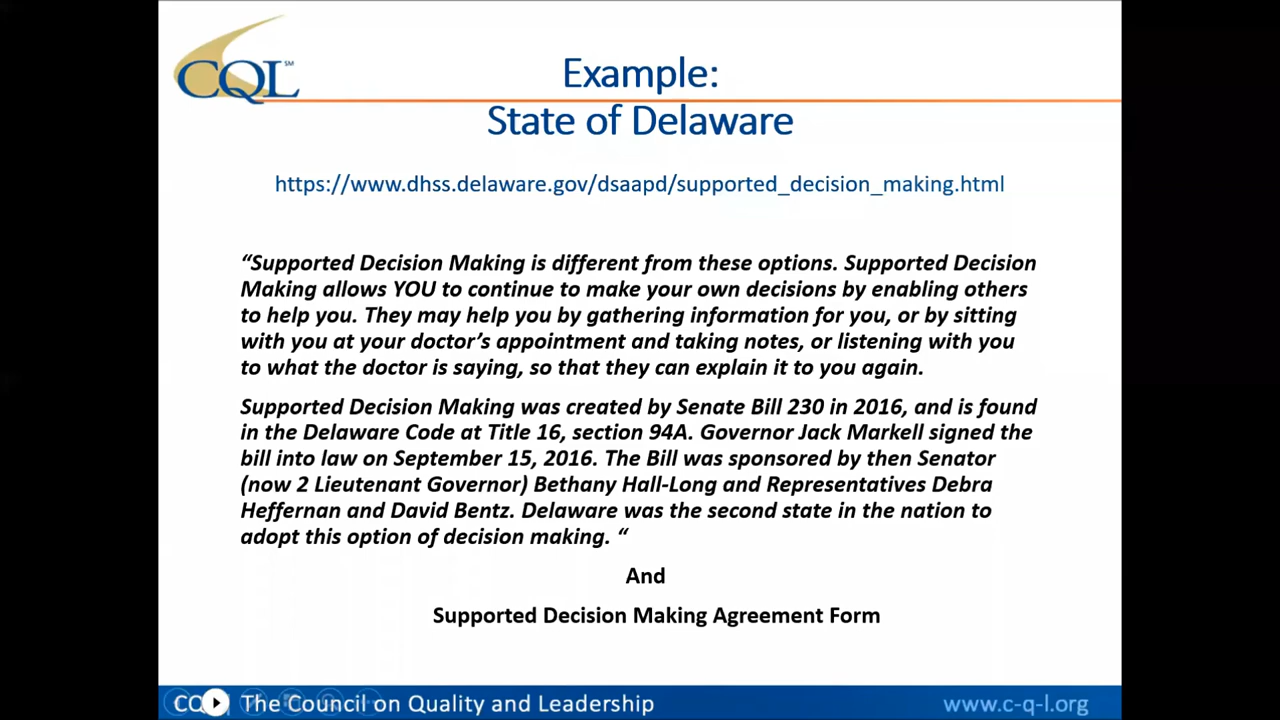 CQL SM
Example:
State of Delaware
https://www.dhss.delaware.gov/dsaapd/supported_decision_making.html
“Supported Decision Making is different from these options. Supported Decision
Making allows YOU to continue to make your own decisions by enabling others
to help you. They may help you by gathering information for you, or by sitting
with you at your doctor’s appointment and taking notes, or listening with you
to what the doctor is saying, so that they can explain it to you again.
Supported Decision Making was created by Senate Bill 230 in 2016, and is found
in the Delaware Code at Title 16, section 94A. Governor Jack Markell signed the
bill into law on September 15, 2016. The Bill was sponsored by then Senator
(now 2 Lieutenant Governor) Bethany Hall-Long and Representatives Debra
Heffernan and David Bentz. Delaware was the second state in the nation to
adopt this option of decision making. “
And
Supported Decision Making Agreement Form
CQ | The Council on Quality and Leadership
www.c-q-l.org